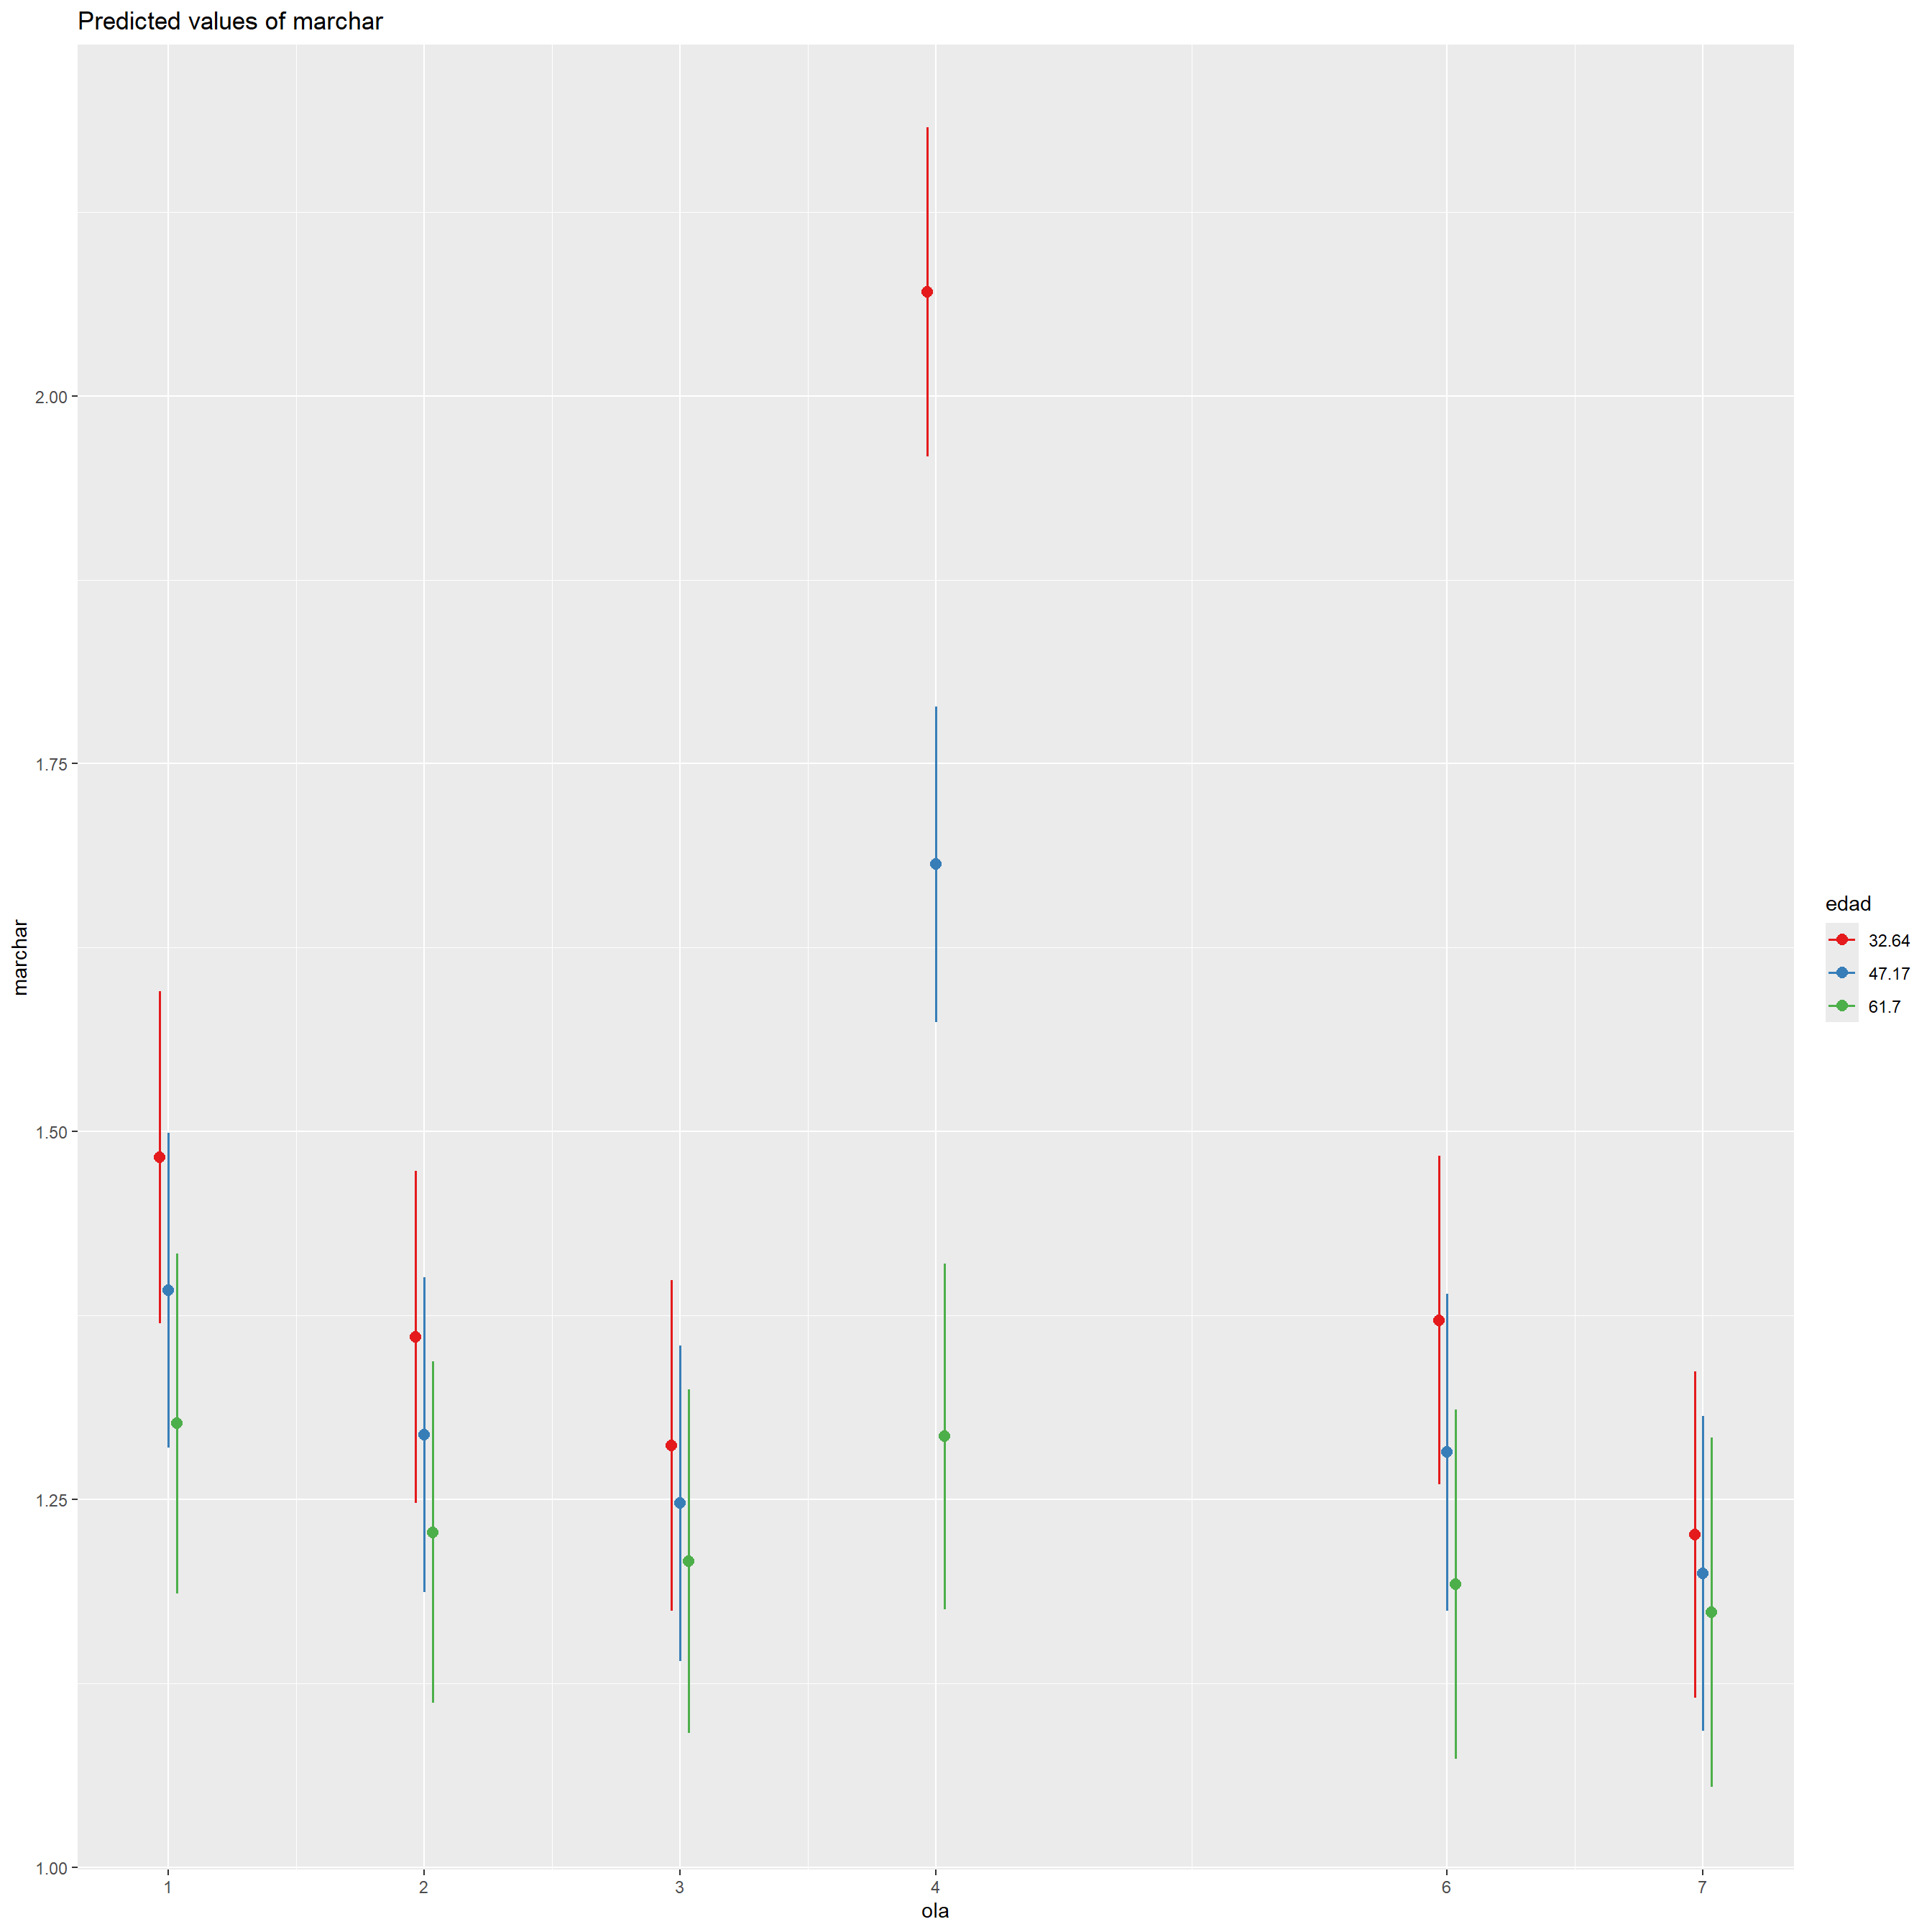 Predicted values of marchar
marchar
2.00
1.75
1.50
1.25
1.00
1 2 3 4 6 7
ola
edad
32.64
47.17
61.7